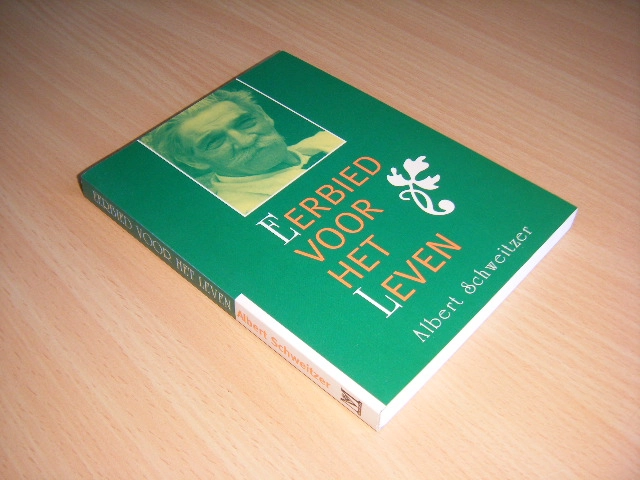 EERBIED
VOOR
HET
LEVEN
Albert Schweitzer
EERBIED VOOR HET LEVEN
Albert Schweitzer